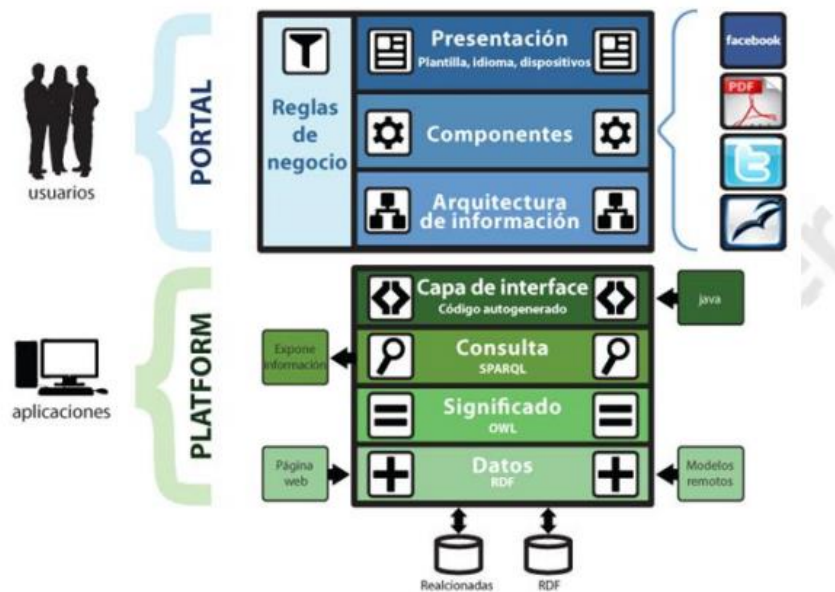 Presentación
Plantilla, idioma, dispositivos
facebook
PDF
Reglas
de
negocio
PORTAL
Componentes
usuarios
Arquitectura
de información
Capa de interface
Código autogenerado
java
Expone
información
Consulta
SPARQL
PLATFORM
aplicaciones
Significado
OWL
Página
web
Datos
RDF
Modelos
remotos
Realcionadas
RDF